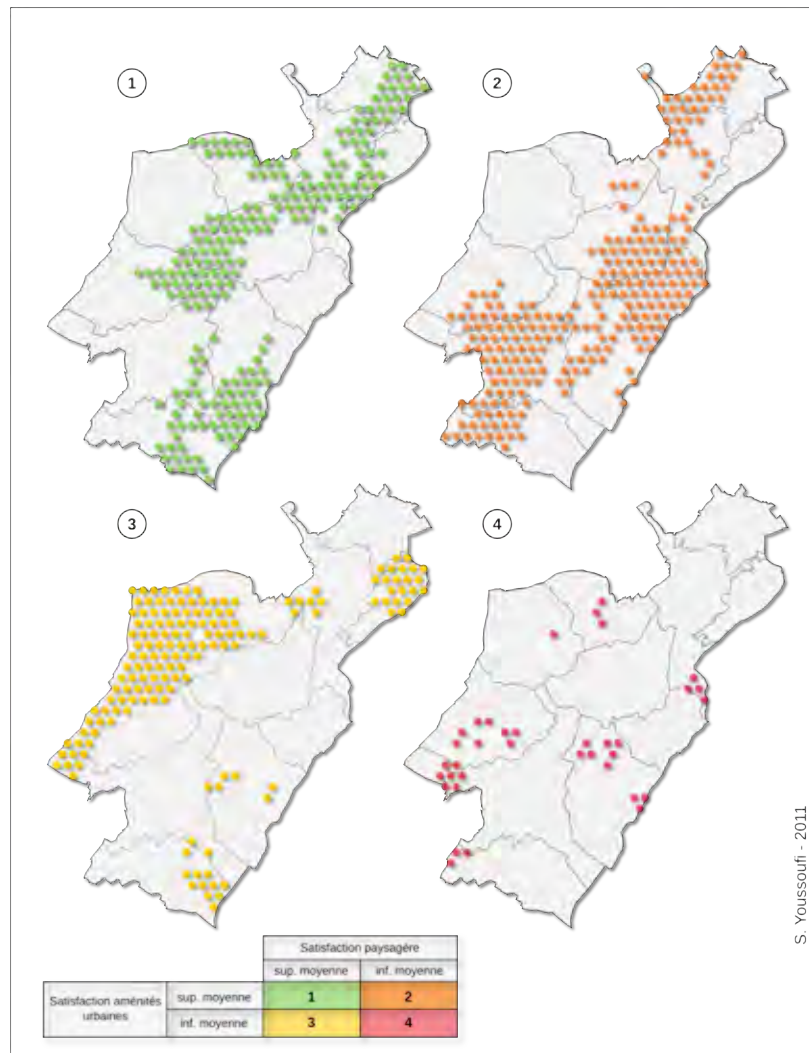 1
2
3
4
S. Youssoufi - 2011
Satisfaction paysagère
sup. moyenne inf. moyenne
Satisfaction aménités urbaines
sup. moyenne 1 2
inf. moyenne 3 4